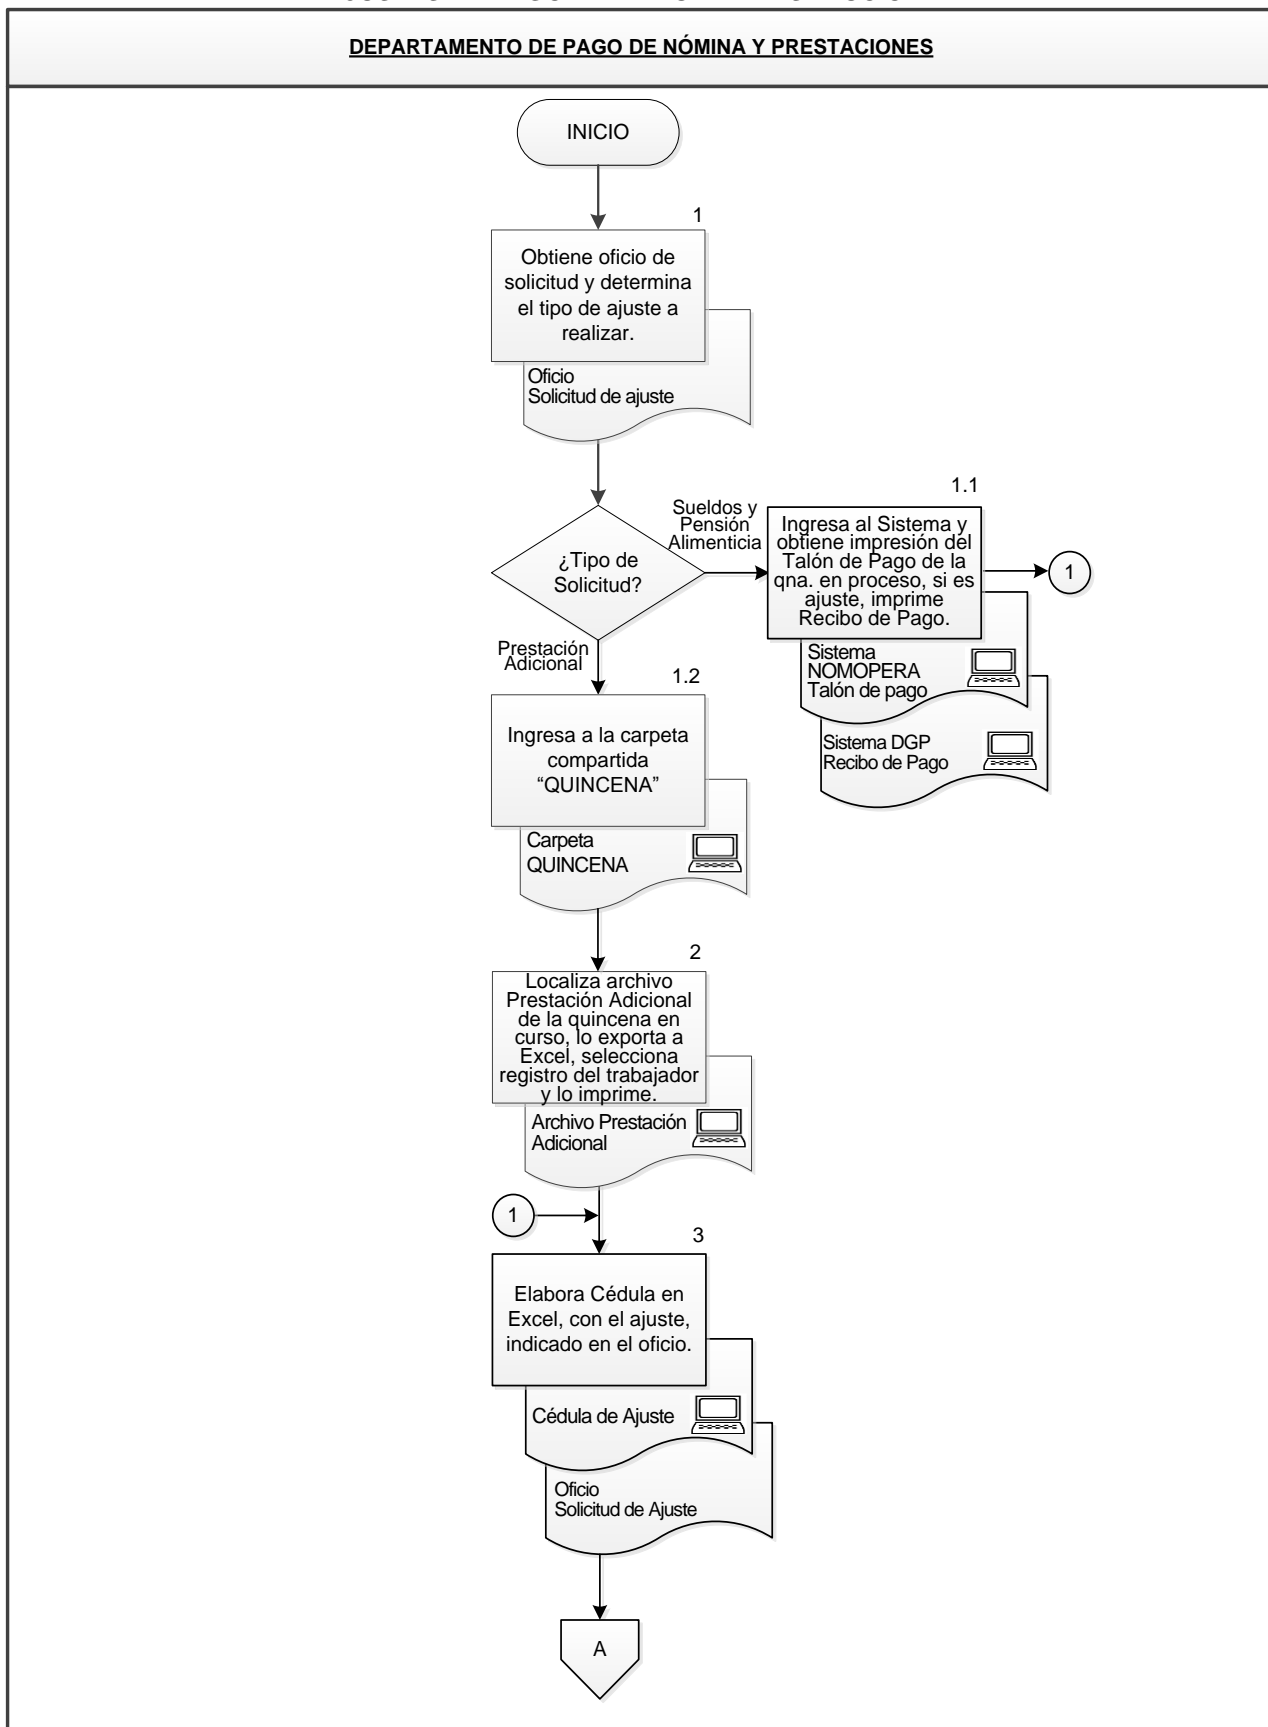 DEPARTAMENTO DE PAGO DE NÓMINA Y PRESTACIONES
INICIO
1
Obtiene oficio de
solicitud y determina
el tipo de ajuste a
realizar.
Oficio
Solicitud de ajuste
¿Tipo de
Solicitud?
Sueldos y
Pensión
Alimenticia
1.1
Ingresa al Sistema y
obtiene impresión del
Talón de Pago de la
qna. en proceso, si es
ajuste, imprime
Recibo de Pago.
1
Sistema
NOMOPERA
Talón de pago
Sistema DGP
Recibo de Pago
Prestación
Adicional
1.2
Ingresa a la carpeta
compartida
“QUINCENA”
Carpeta
QUINCENA
2
Localiza archivo
Prestación Adicional
de la quincena en
curso, lo exporta a
Excel, selecciona
registro del trabajador
y lo imprime.
Archivo Prestación
Adicional
1
3
Elabora Cédula en
Excel, con el ajuste,
indicado en el oficio.
Cédula de Ajuste
Oficio
Solicitud de Ajuste
A